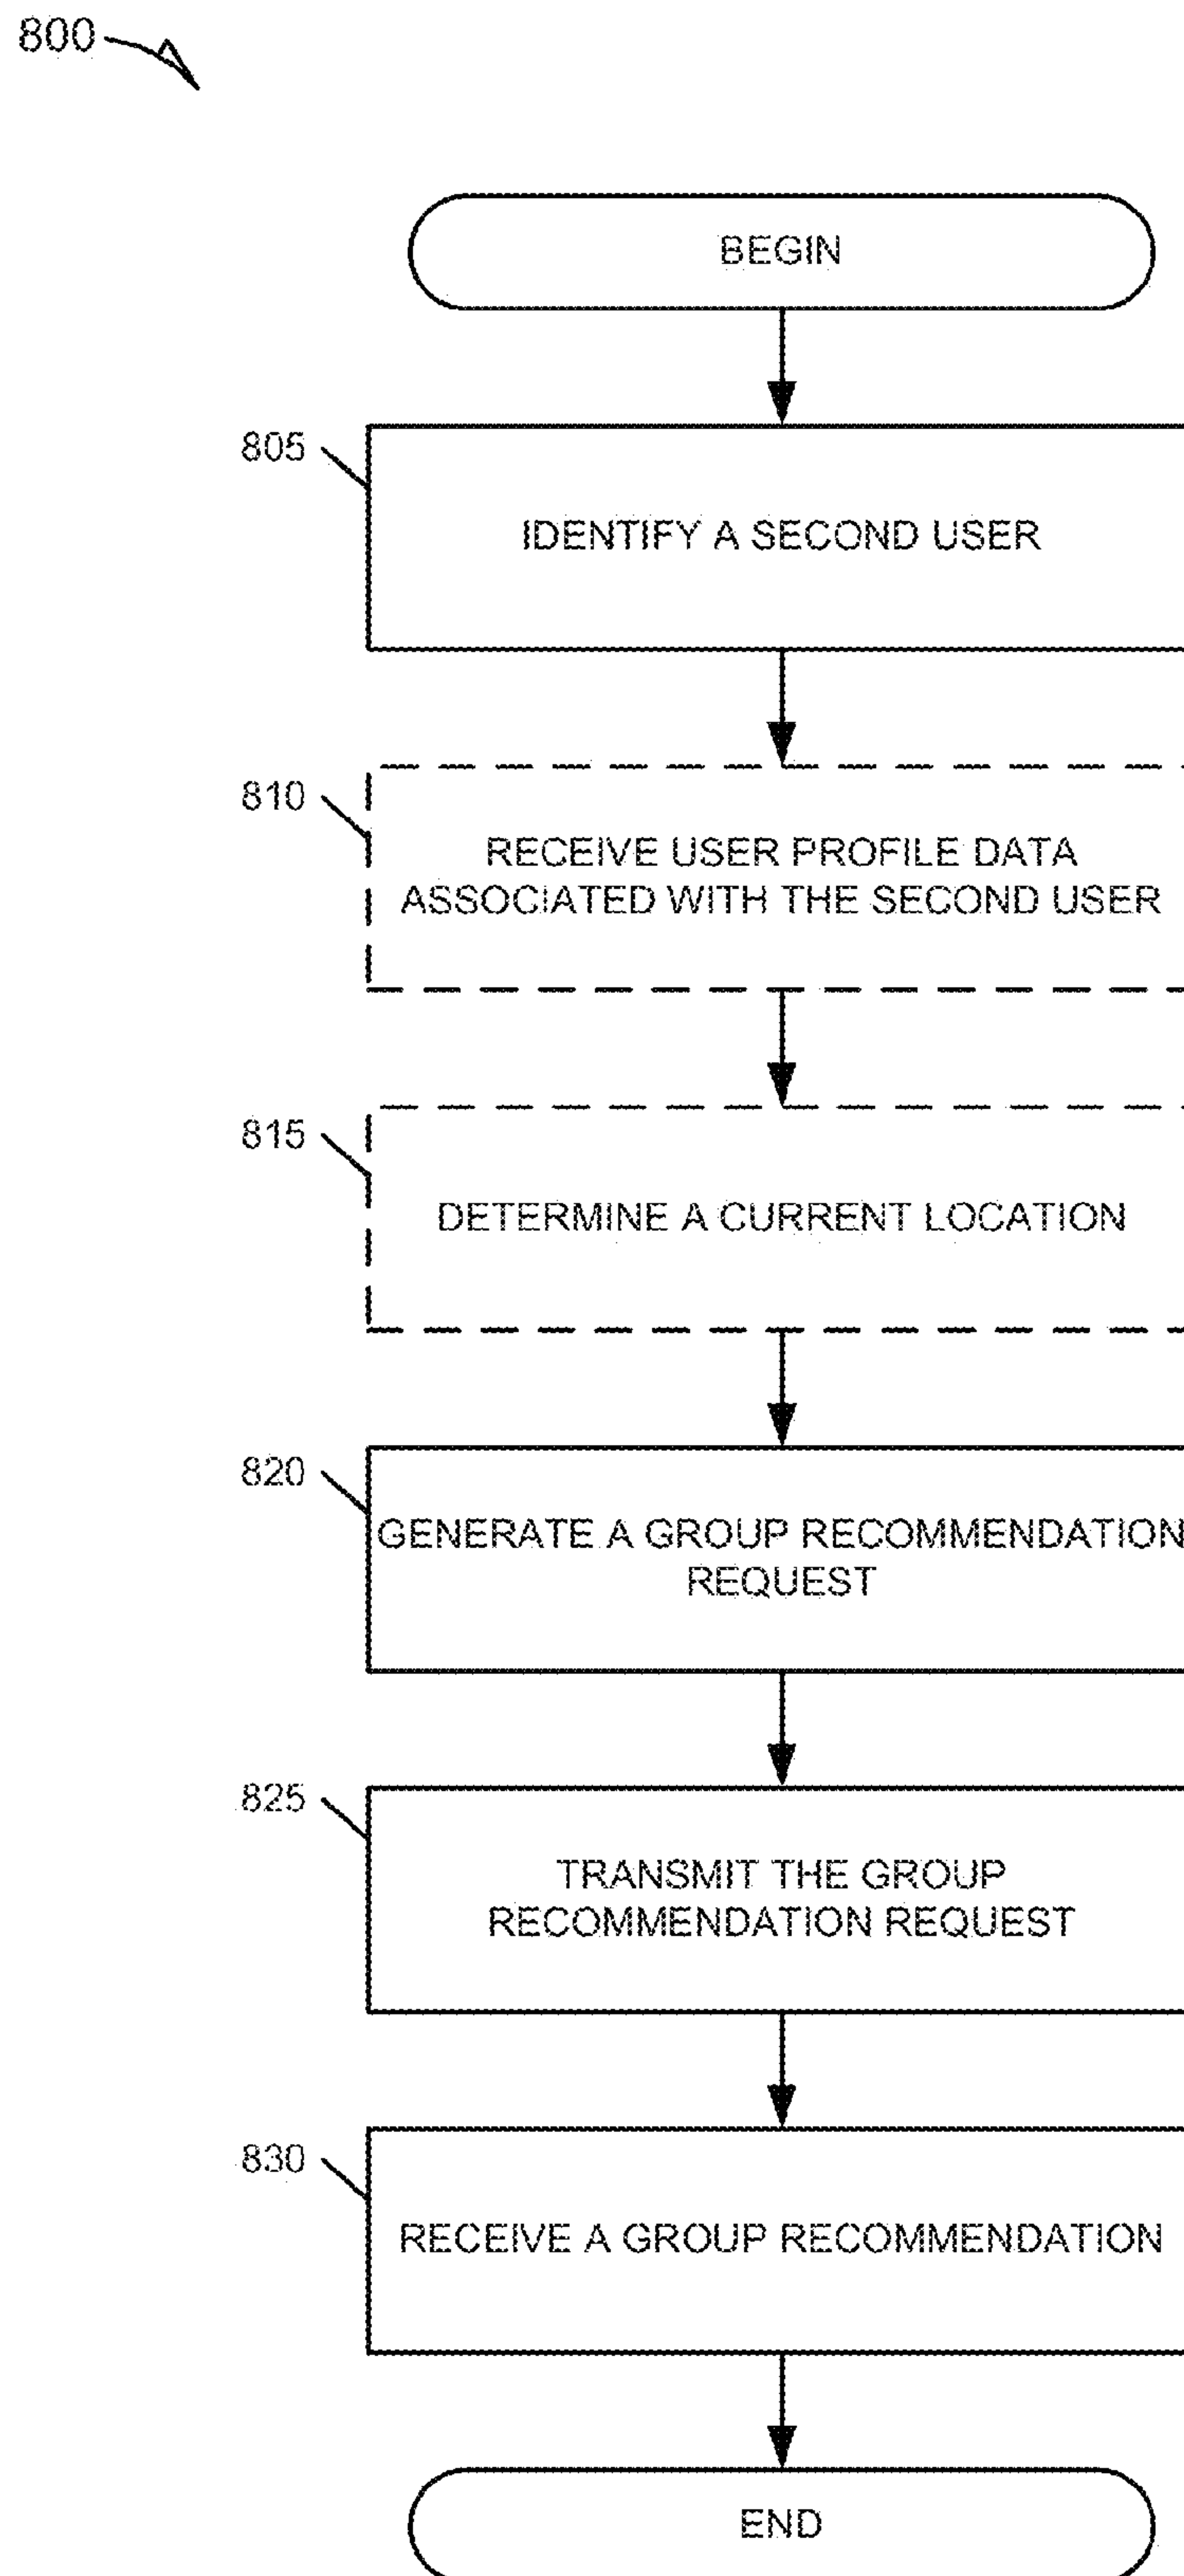 800
BEGIN
805
IDENTIFY A SECOND USER
810
RECEIVE USER PROFILE DATA
ASSOCIATED WITH THE SECOND USER
815
DETERMINE A CURRENT LOCATION
820
GENERATE A GROUP RECOMMENDATION
REQUEST
825
TRANSMIT THE GROUP
RECOMMENDATION REQUEST
830
RECEIVE A GROUP RECOMMENDATION
END